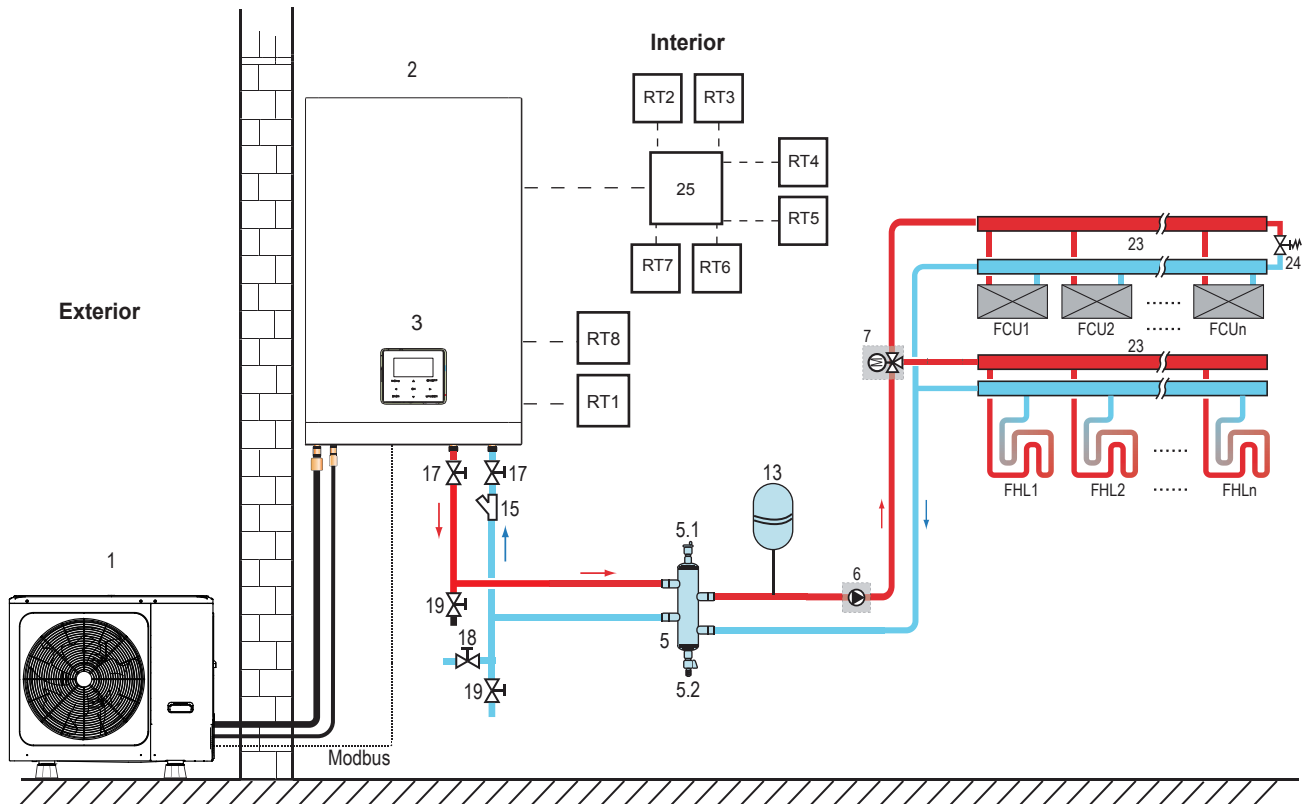 Interior
2
RT2
RT3
RT4
25
RT5
RT7
RT6
23
24
FCU1
FCU2
......
......
FCUn
Exterior
3
RT8
7
23
RT1
17
17
15
13
FHL1
FHL2
......
......
FHLn
5.1
1
6
19
18
5
19
5.2
Modbus